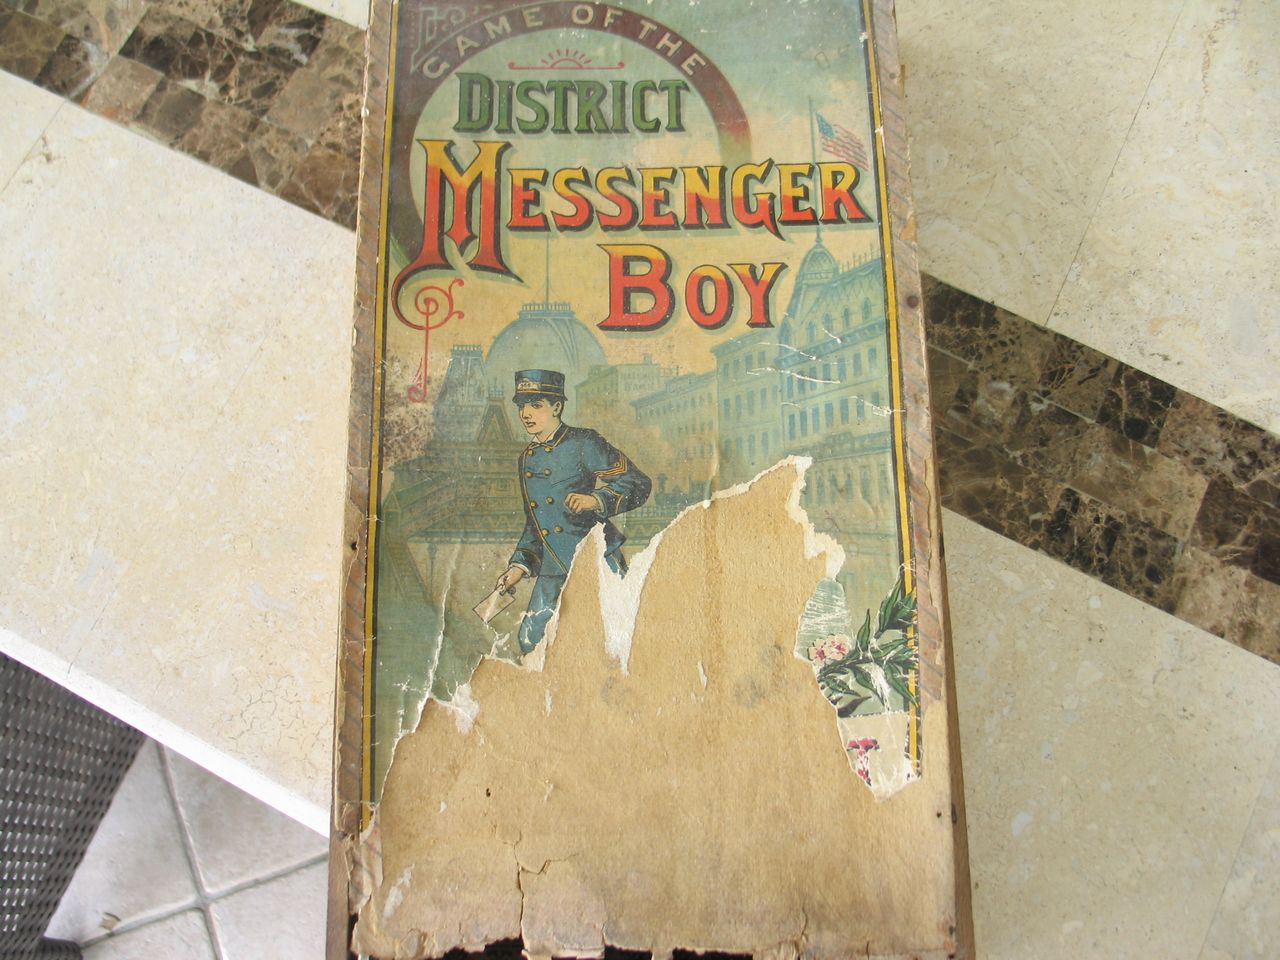 GAME OF THE
DISTRICT
MESSENGER
BOY